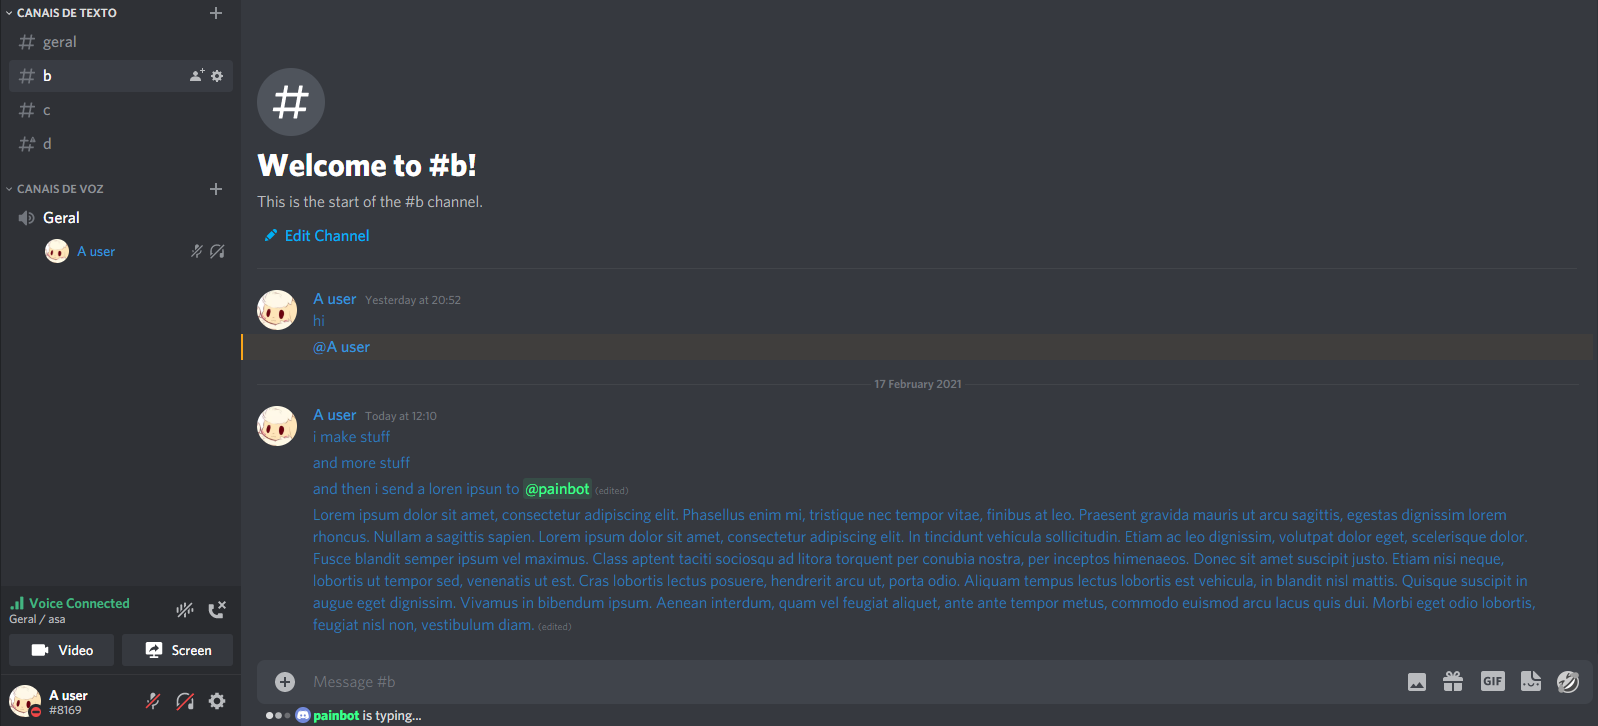 CANAIS DE TEXTO
geral
b
c
d
CANAIS DE VOZ
Geral
A user
Voice Connected
Geral / asa
Video
Screen
A user
#8169
Welcome to #b!
This is the start of the #b channel.
Edit Channel
A user Yesterday at 20:52
hi
@A user
17 February 2021
A user Today at 12:10
i make stuff
and more stuff
and then i send a loren ipsun to @painbot (edited)
Lorem ipsum dolor sit amet, consectetur adipiscing elit. Phasellus enim mi, tristique nec tempor vitae, finibus at leo. Praesent gravida mauris ut arcu sagittis, egestas dignissim lorem
rhoncus. Nullam a sagittis sapien. Lorem ipsum dolor sit amet, consectetur adipiscing elit. In tincidunt vehicula sollicitudin. Etiam ac leo dignissim, volutpat dolor eget, scelerisque dolor.
Fusce blandit semper ipsum vel maximus. Class aptent taciti sociosqu ad litora torquent per conubia nostra, per inceptos himenaeos. Donec sit amet suscipit justo. Etiam nisi neque,
lobortis ut tempor sed, venenatis ut est. Cras lobortis lectus posuere, hendrerit arcu ut, porta odio. Aliquam tempus lectus lobortis est vehicula, in blandit nisl mattis. Quisque suscipit in
augue eget dignissim. Vivamus in bibendum ipsum. Aenean interdum, quam vel feugiat aliquet, ante ante tempor metus, commodo euismod arcu lacus quis dui. Morbi eget odio lobortis,
feugiat nisl non, vestibulum diam. (edited)
Message #b
GIF
painbot is typing...